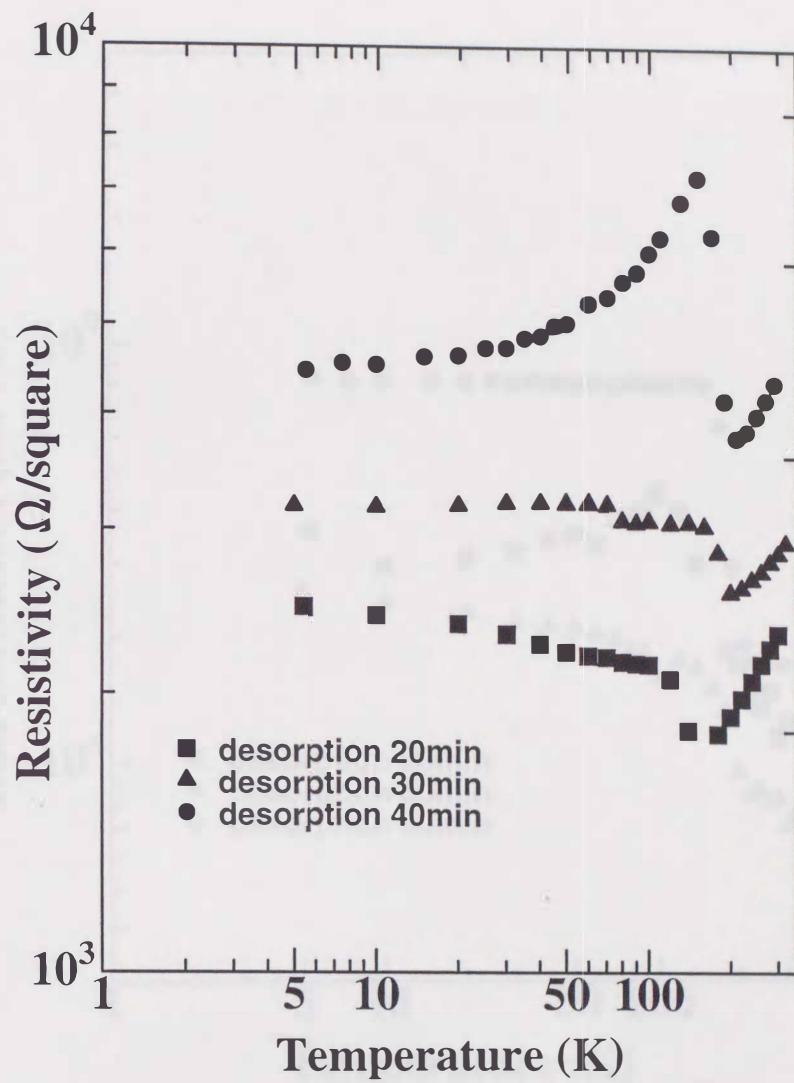 10⁴
Resistivity (Ω/square)
desorption 20min
desorption 30min
desorption 40min
10³
1 5 10 50 100
Temperature (K)